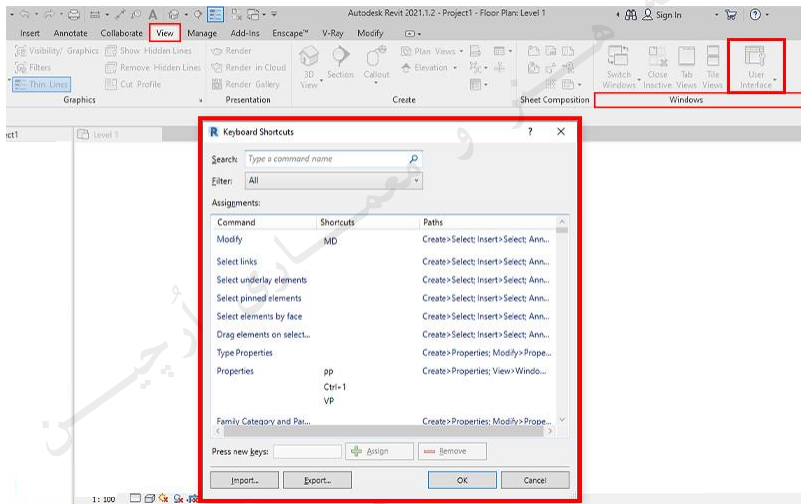 Autodesk Revit 2021.1.2 - Project1 - Floor Plan: Level 1
Sign In
Insert Annotate Collaborate View Manage Add-Ins Enscape™ V-Ray Modify
Visibility/ Graphics Show Hidden Lines Render Plan Views
Filters Remove Hidden Lines Render in Cloud Elevation
Thin Lines Cut Profile Render Gallery
3D View Section Callout
Switch Windows Close Inactive Tab Views Tile Views User Interface
Graphics Presentation Create Sheet Composition Windows
ect1 Level 1
R Keyboard Shortcuts ?
Search: Type a command name
Filter: All
Assignments:
Command Shortcuts Paths
Modify MD Create>Select; Insert>Select; Ann...
Select links Create>Select; Insert>Select; Ann...
Select underlay elements Create>Select; Insert>Select; Ann...
Select pinned elements Create>Select; Insert>Select; Ann...
Select elements by face Create>Select; Insert>Select; Ann...
Drag elements on select... Create>Select; Insert>Select; Ann...
Type Properties Create>Properties; Modify>Prope...
Properties pp Create>Properties; View>Windo...
Ctrl+1
VP
Family Category and Par... Create>Properties; Modify>Prope...
Press new keys: Assign Remove
Import... Export... OK Cancel
1 : 100